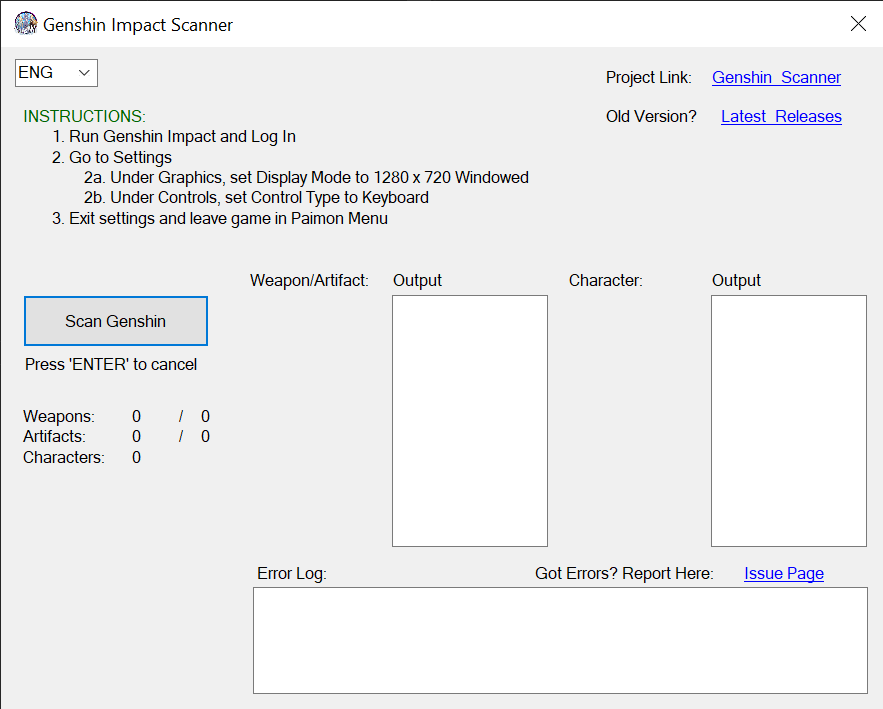 Genshin Impact Scanner
ENG
Project Link: Genshin_Scanner
Old Version? Latest_Releases
INSTRUCTIONS:
1. Run Genshin Impact and Log In
2. Go to Settings
2a. Under Graphics, set Display Mode to 1280 x 720 Windowed
2b. Under Controls, set Control Type to Keyboard
3. Exit settings and leave game in Paimon Menu
Weapon/Artifact: Output Character: Output
Scan Genshin
Press 'ENTER' to cancel
Weapons: 0 / 0
Artifacts: 0 / 0
Characters: 0
Error Log: Got Errors? Report Here: Issue Page